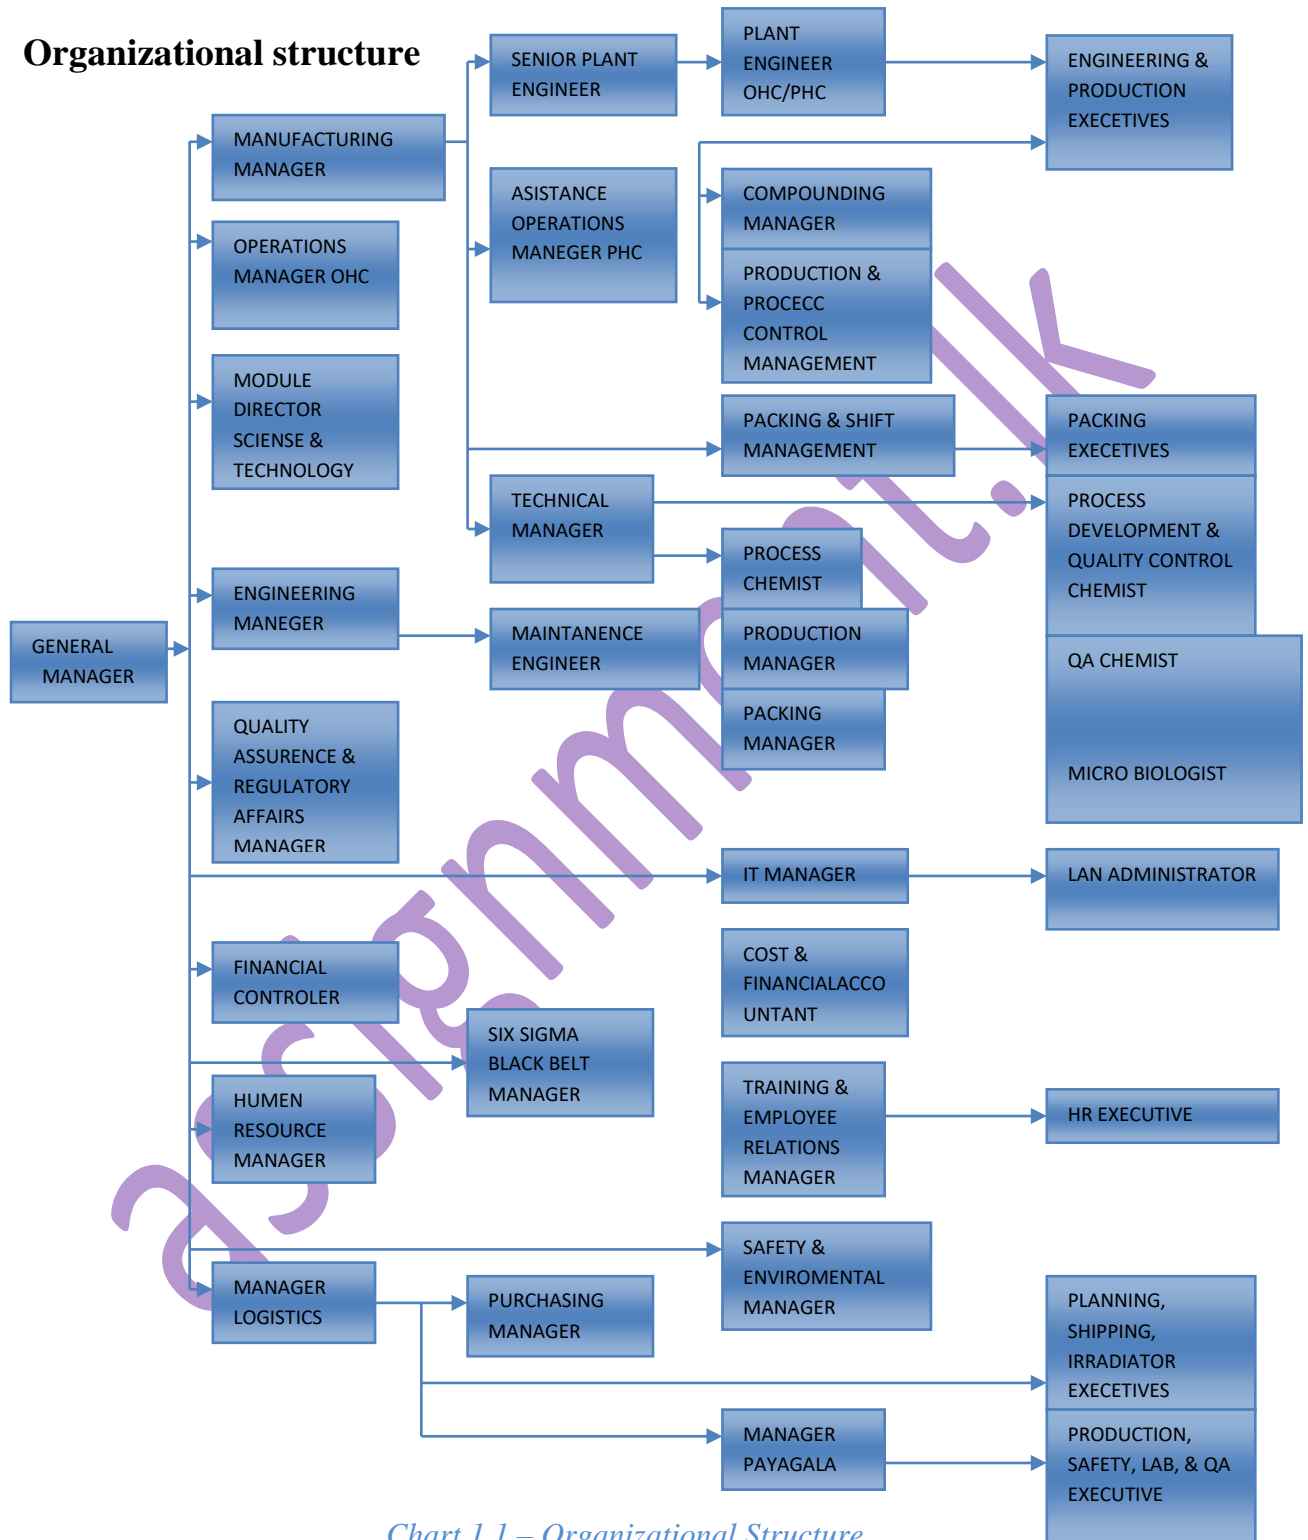 Organizational structure
SENIOR PLANT
ENGINEER
PLANT
ENGINEER
OHC/PHC
ENGINEERING &
PRODUCTION
EXECETIVES
MANUFACTURING
MANAGER
ASISTANCE
OPERATIONS
MANEGER PHC
COMPOUNDING
MANAGER
OPERATIONS
MANAGER OHC
PRODUCTION &
PROCECC
CONTROL
MANAGEMENT
MODULE
DIRECTOR
SCIENSE &
TECHNOLOGY
PACKING & SHIFT
MANAGEMENT
PACKING
EXECETIVES
TECHNICAL
MANAGER
PROCESS
DEVELOPMENT &
QUALITY CONTROL
CHEMIST
PROCESS
CHEMIST
ENGINEERING
MANEGER
MAINTANENCE
ENGINEER
PRODUCTION
MANAGER
GENERAL
MANAGER
QA CHEMIST
MICRO BIOLOGIST
PACKING
MANAGER
QUALITY
ASSURENCE &
REGULATORY
AFFAIRS
MANAGER
IT MANAGER
LAN ADMINISTRATOR
FINANCIAL
CONTROLER
COST &
FINANCIALACCO
UNTANT
SIX SIGMA
BLACK BELT
MANAGER
HUMEN
RESOURCE
MANAGER
TRAINING &
EMPLOYEE
RELATIONS
MANAGER
HR EXECUTIVE
SAFETY &
ENVIROMENTAL
MANAGER
MANAGER
LOGISTICS
PURCHASING
MANAGER
PLANNING,
SHIPPING,
IRRADIATOR
EXECETIVES
MANAGER
PAYAGALA
PRODUCTION,
SAFETY, LAB, & QA
EXECUTIVE
Chart 1.1 – Organizational Structure